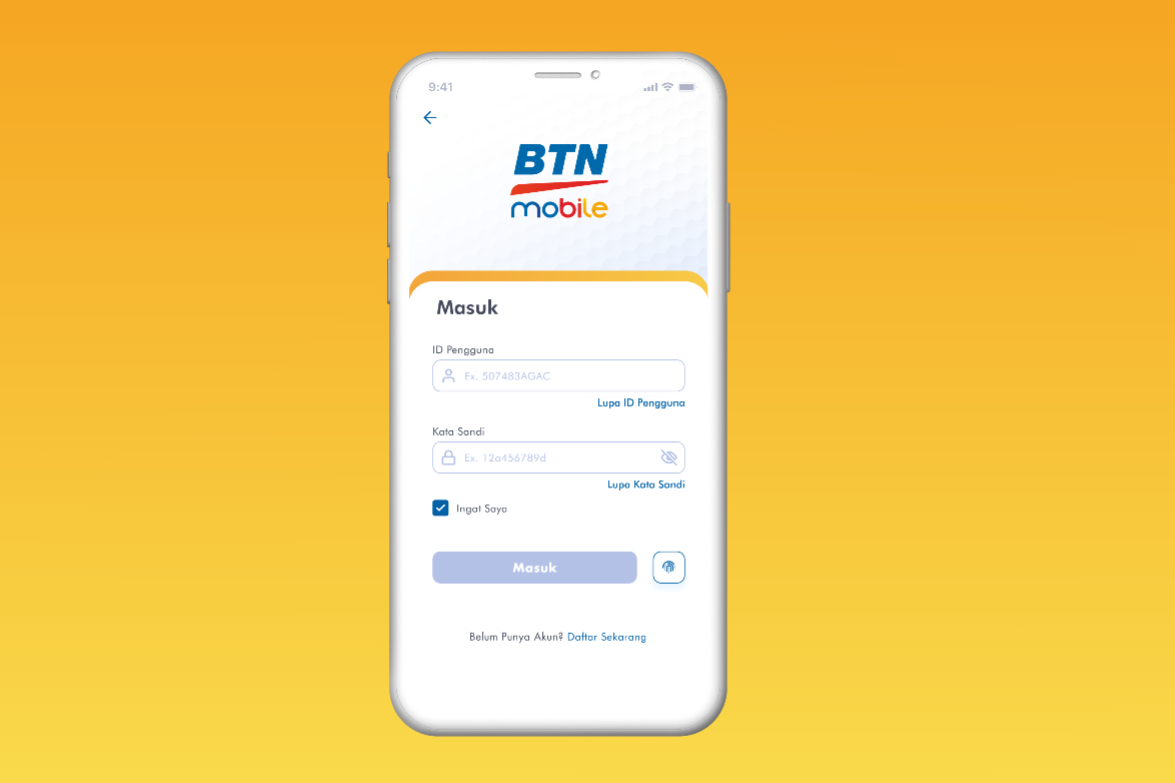 9:41
BTN
mobile
Masuk
ID Pengguna
Ex. 507483AGAC
Lupa ID Pengguna
Kata Sandi
Ex. 12a456789d
Lupa Kata Sandi
Ingat Saya
Masuk
Belum Punya Akun? Daftar Sekarang